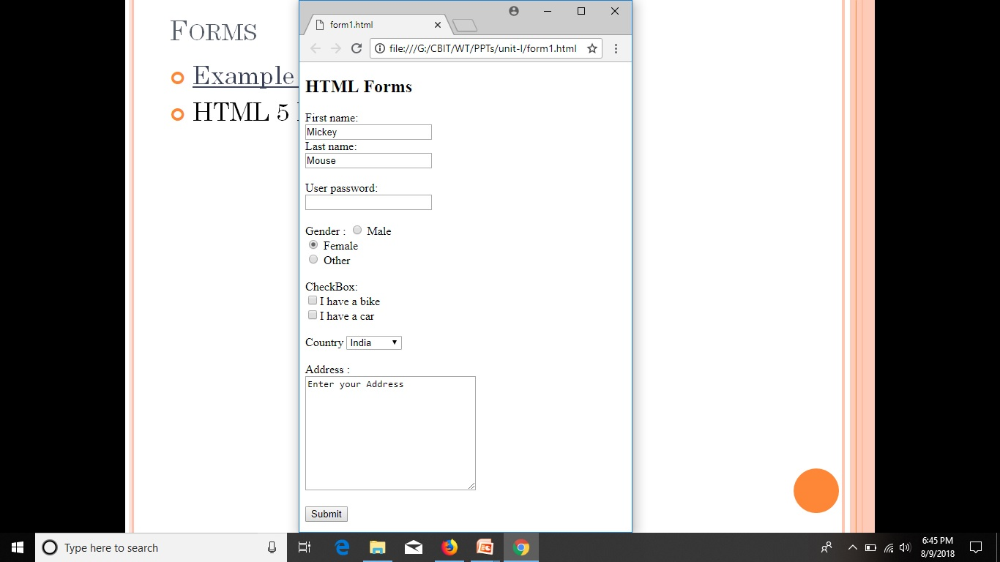 FORMS
Example
HTML 5
form1.html
file:///G:/CBIT/WT/PPTs/unit-I/form1.html
HTML Forms
First name:
Mickey
Last name:
Mouse
User password:
Gender : Male
Female
Other
CheckBox:
I have a bike
I have a car
Country India
Address :
Enter your Address
Submit
Type here to search
6:45 PM
8/9/2018